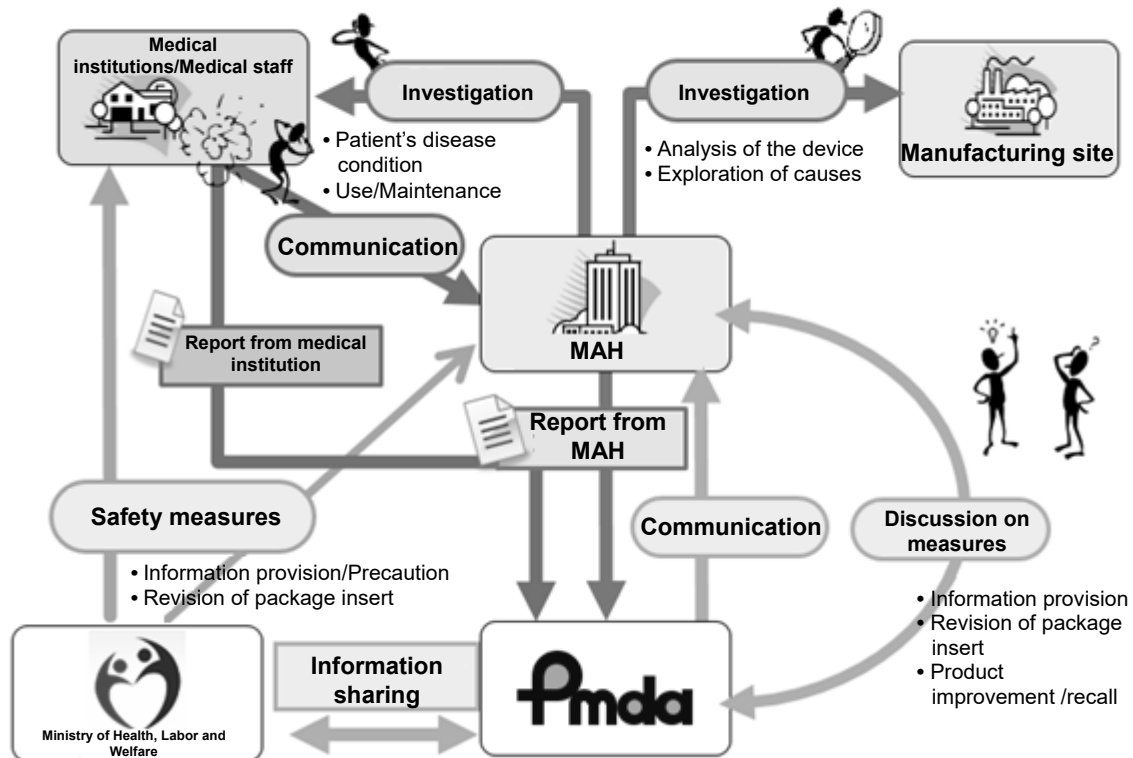 Medical
institutions/Medical staff
Investigation
• Patient's disease
condition
• Use/Maintenance
Investigation
• Analysis of the device
• Exploration of causes
Manufacturing site
Communication
MAH
Report from medical
institution
Report from
MAH
?
Safety measures
• Information provision/Precaution
• Revision of package insert
Communication
Discussion on
measures
• Information provision
• Revision of package
insert
• Product
improvement /recall
Ministry of Health, Labor and
Welfare
Information
sharing
Pmda